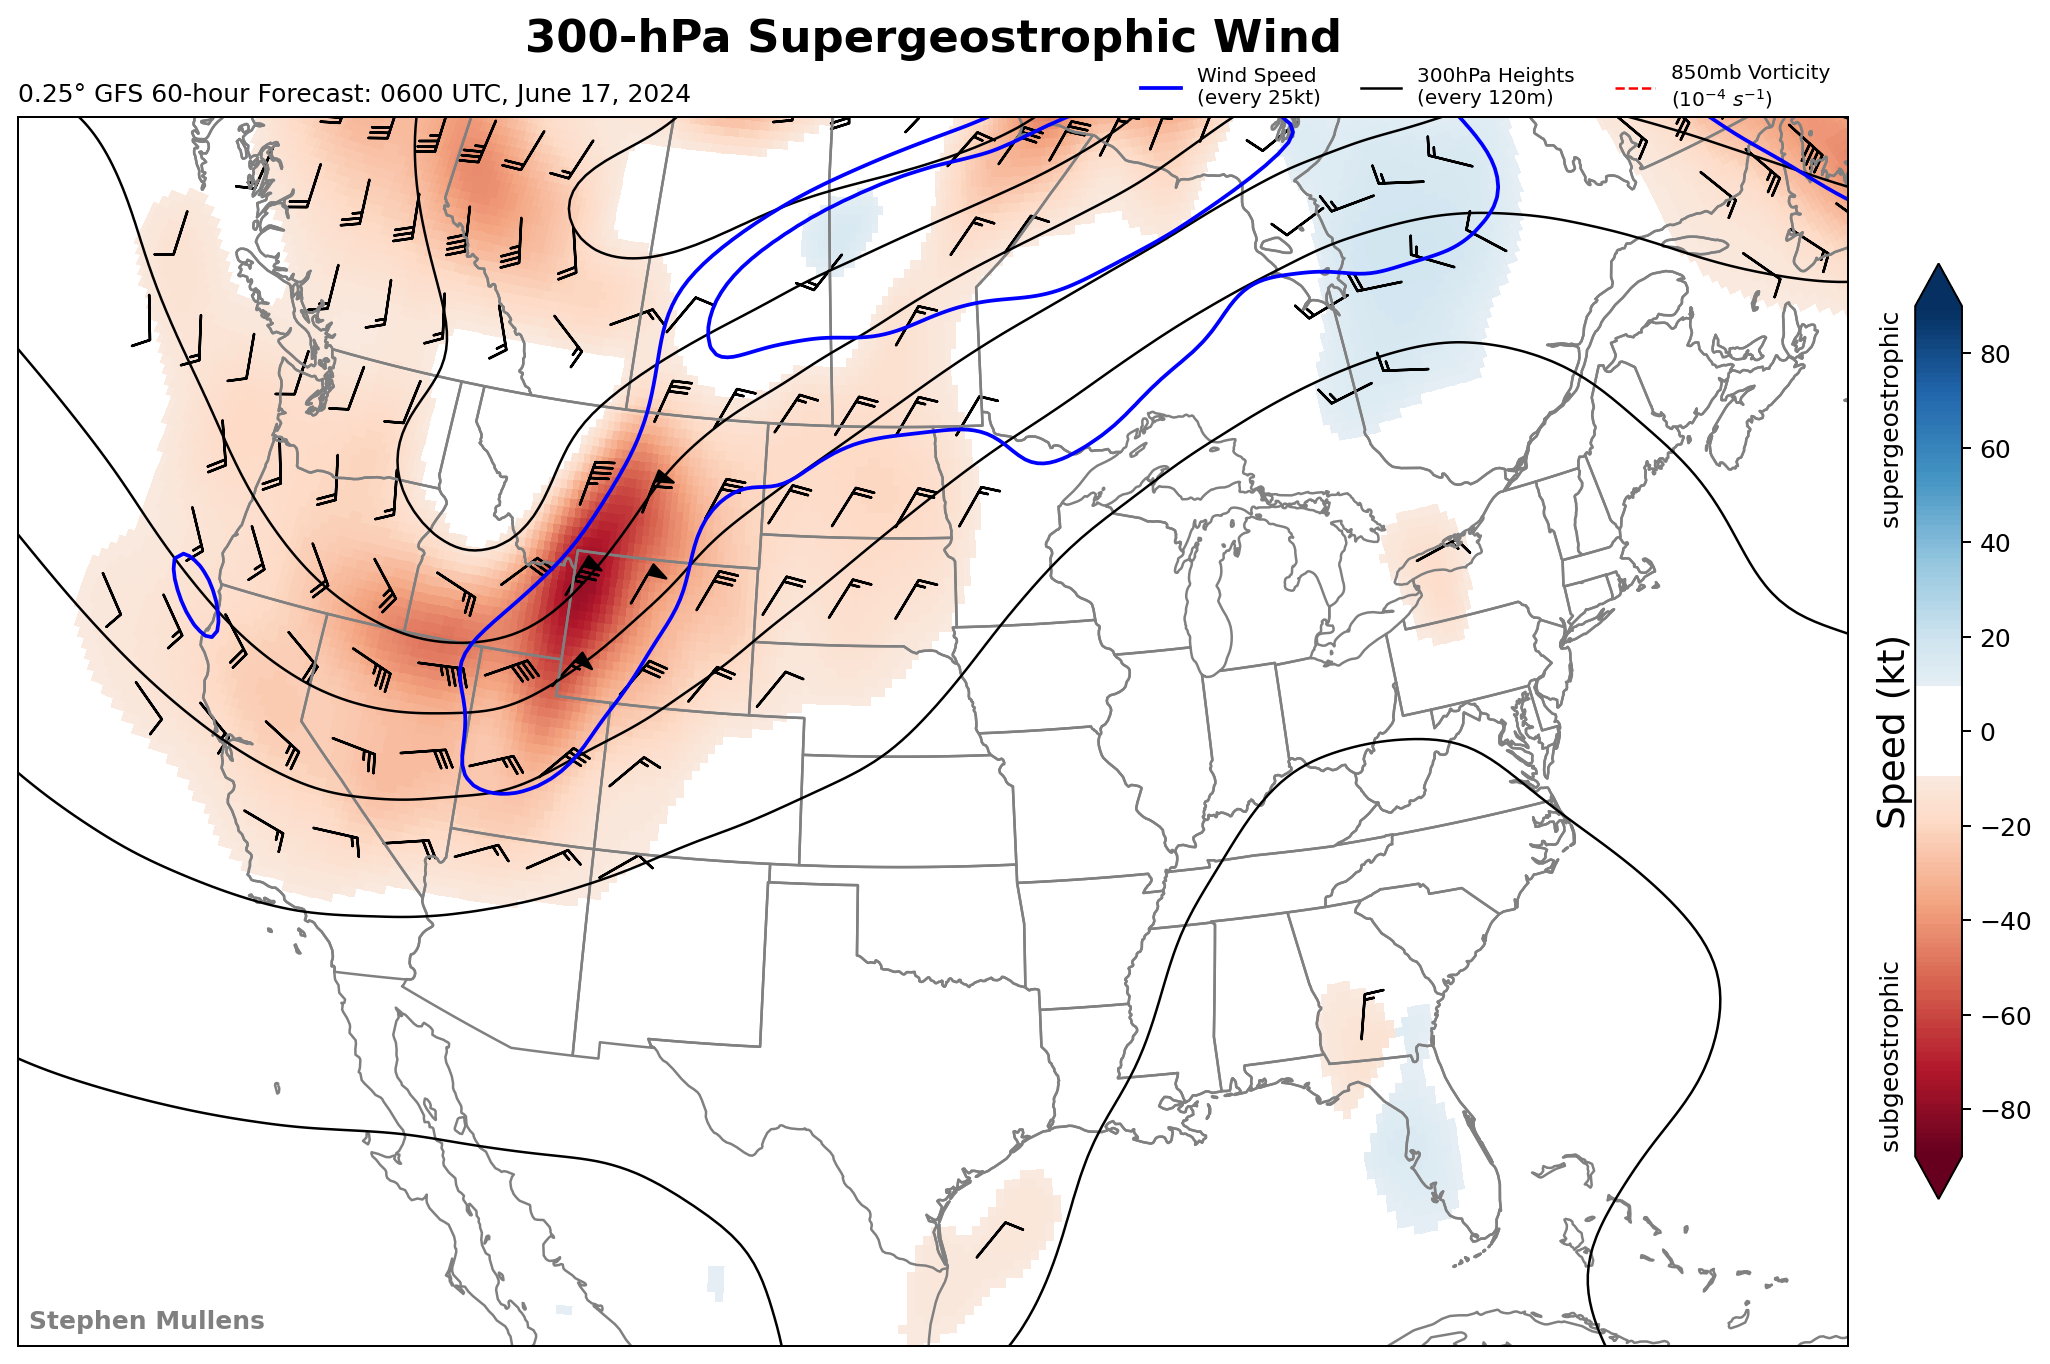 300-hPa Supergeostrophic Wind
0.25° GFS 60-hour Forecast: 0600 UTC, June 17, 2024
Wind Speed
(every 25kt)
300hPa Heights
(every 120m)
850mb Vorticity
(10⁻⁴ s⁻¹)
supergeostrophic
Speed (kt)
subgeostrophic
80
60
40
20
0
−20
−40
−60
−80
Stephen Mullens